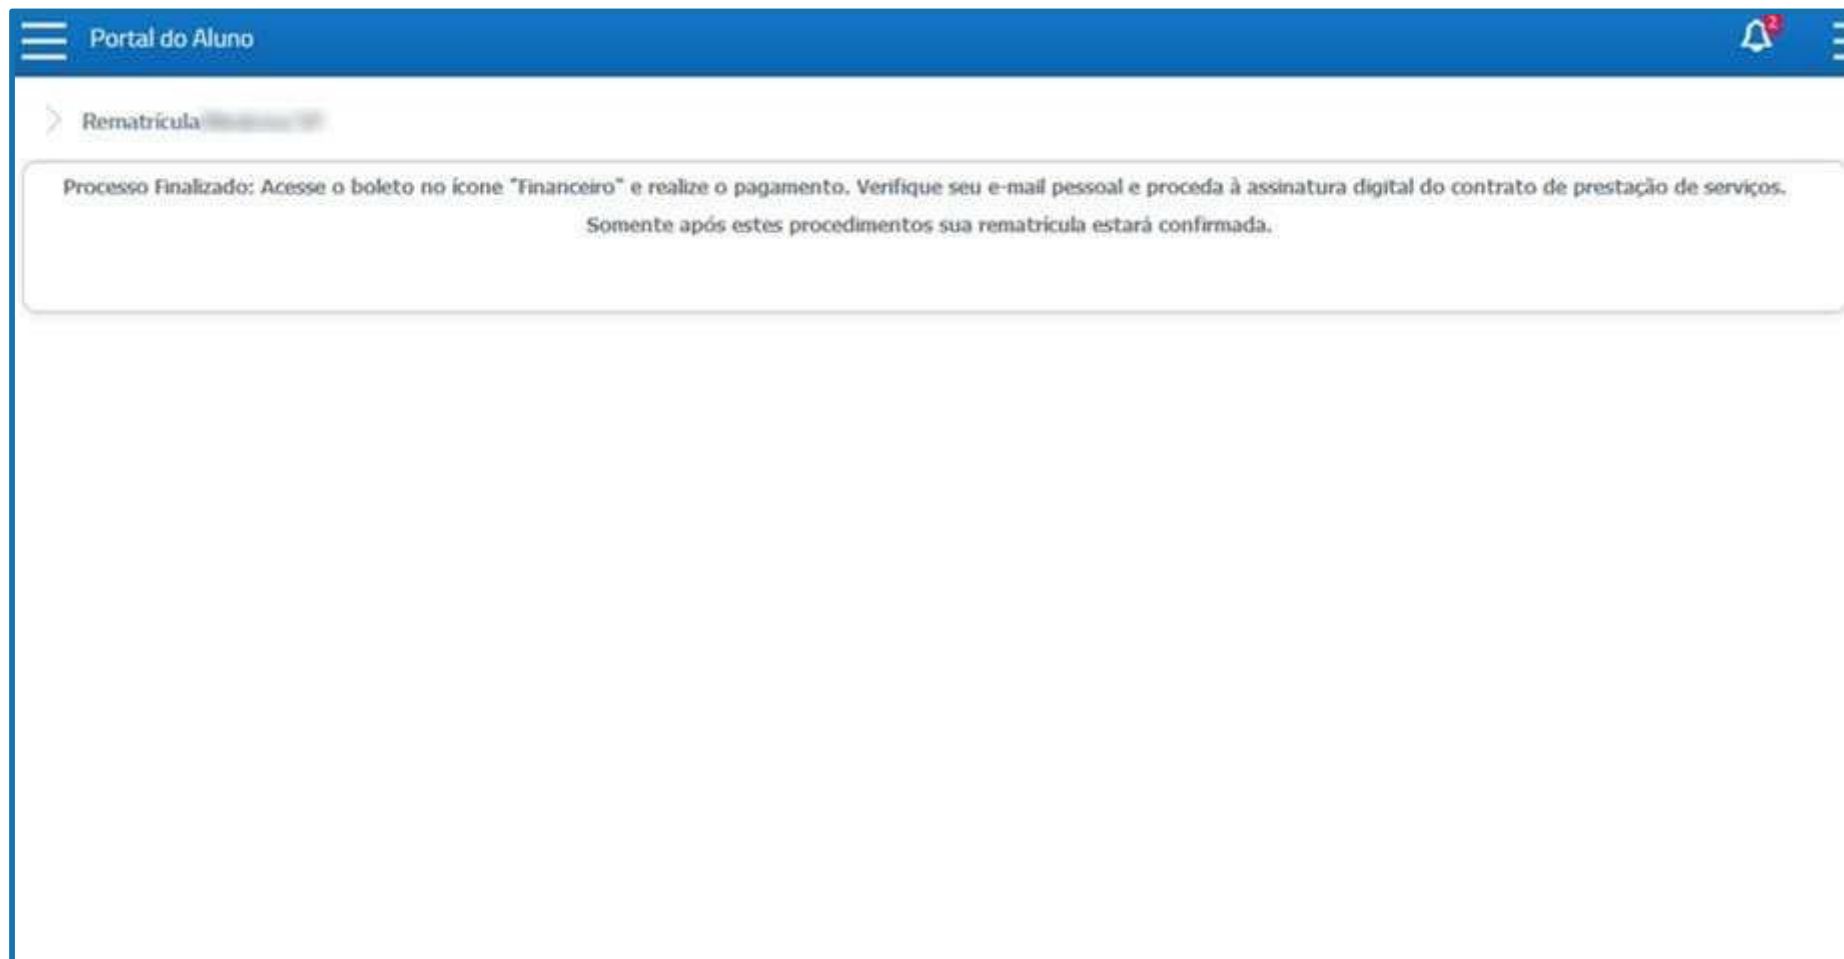 Portal do Aluno
2
Rematrícula
Processo Finalizado: Acesse o boleto no ícone "Financeiro" e realize o pagamento. Verifique seu e-mail pessoal e proceda à assinatura digital do contrato de prestação de serviços.
Somente após estes procedimentos sua rematrícula estará confirmada.